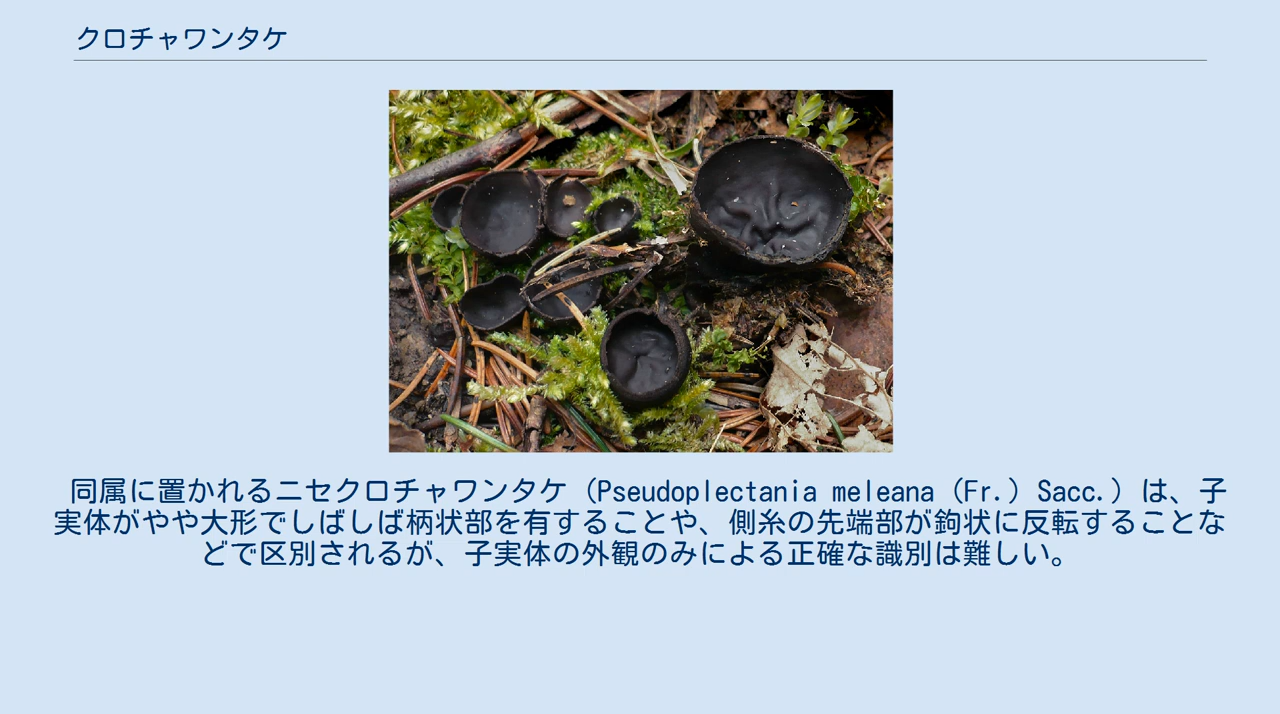 クロチャワンタケ
同属に置かれるニセクロチャワンタケ（Pseudoplectania meleana（Fr.）Sacc.）は、子
実体がやや大形でしばしば柄状部を有することや、側糸の先端部が鉤状に反転することな
どで区別されるが、子実体の外観のみによる正確な識別は難しい。